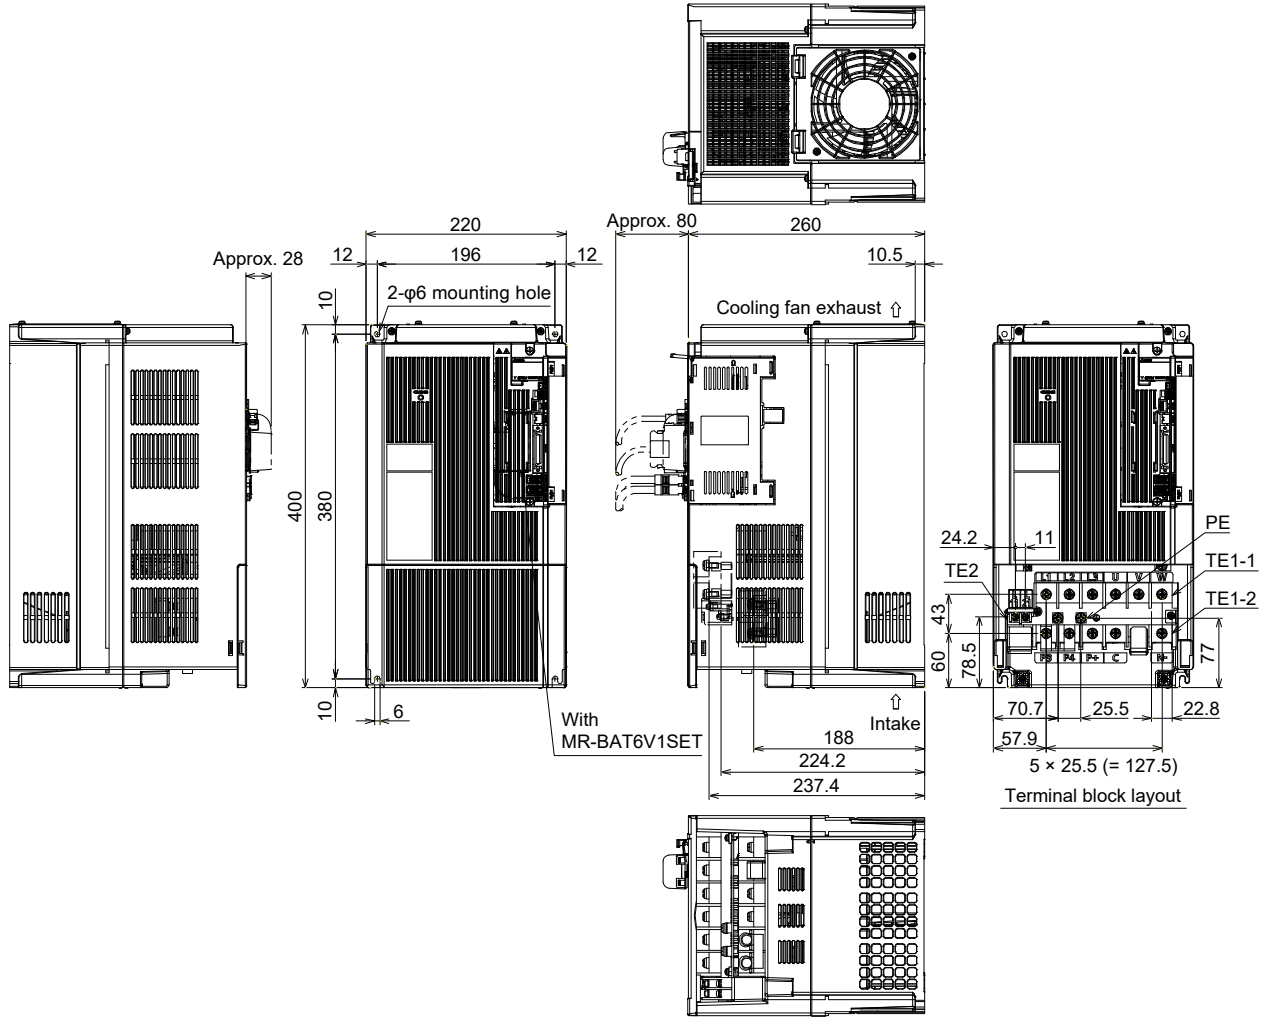 Approx. 80
220
260
Approx. 28
12
196
12
10.5
10
2-φ6 mounting hole
Cooling fan exhaust
400
380
24.2
11
PE
TE2
L1 L2 L3 U V W
TE1-1
TE1-2
43
60
78.5
77
P3 P4 P+ C N-
10
6
With
MR-BAT6V1SET
Intake
70.7
25.5
22.8
188
57.9
224.2
5 × 25.5 (= 127.5)
237.4
Terminal block layout